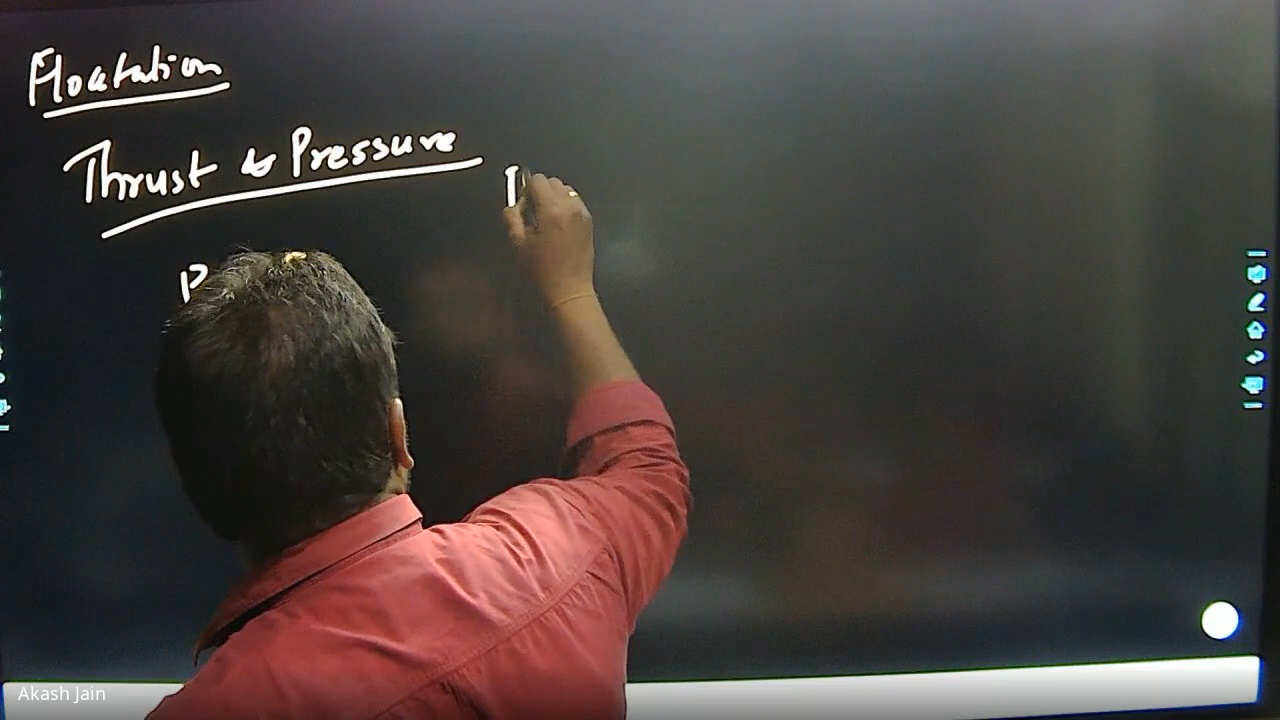 Floatation
Thrust & Pressure
P
Akash Jain